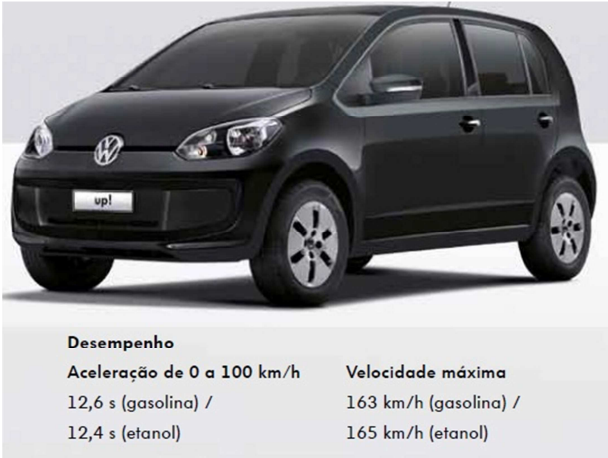 up!
Desempenho
Aceleração de 0 a 100 km/h
12,6 s (gasolina) /
12,4 s (etanol)
Velocidade máxima
163 km/h (gasolina) /
165 km/h (etanol)